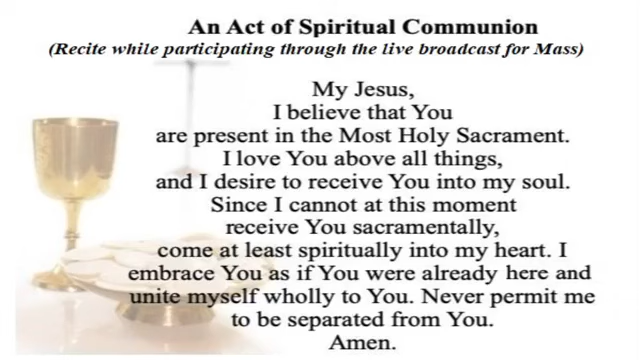 An Act of Spiritual Communion
(Recite while participating through the live broadcast for Mass)
My Jesus,
I believe that You
are present in the Most Holy Sacrament.
I love You above all things,
and I desire to receive You into my soul.
Since I cannot at this moment
receive You sacramentally,
come at least spiritually into my heart. I
embrace You as if You were already here and
unite myself wholly to You. Never permit me
to be separated from You.
Amen.